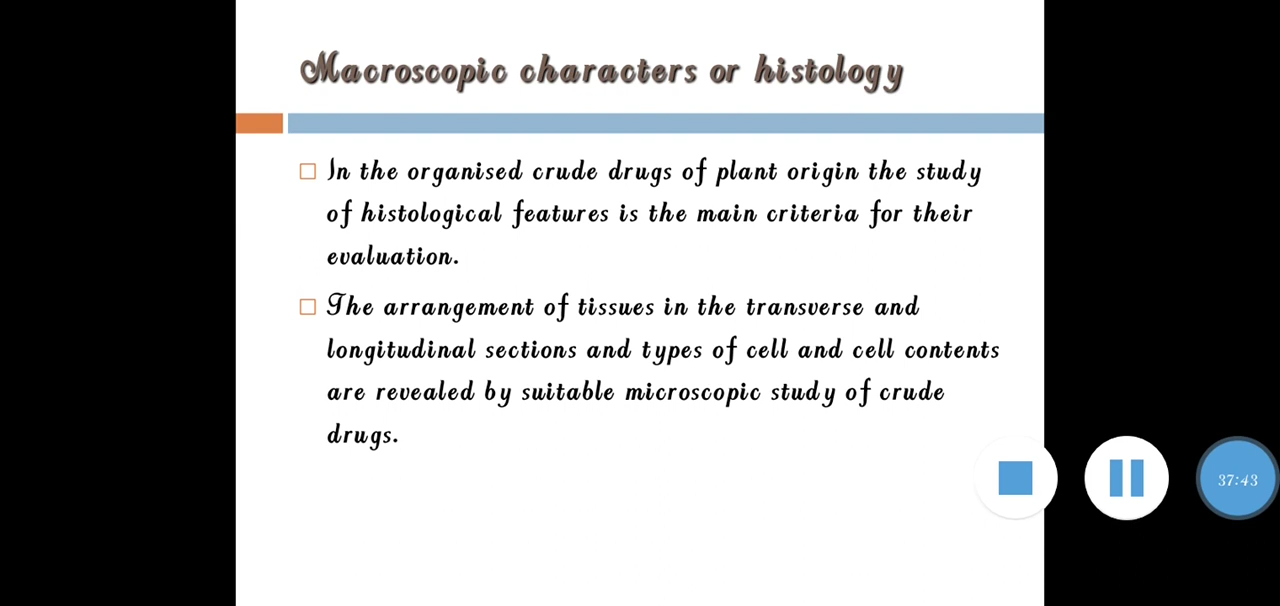 Macroscopic characters or histology
In the organised crude drugs of plant origin the study
of histological features is the main criteria for their
evaluation.
The arrangement of tissues in the transverse and
longitudinal sections and types of cell and cell contents
are revealed by suitable microscopic study of crude
drugs.
37:43